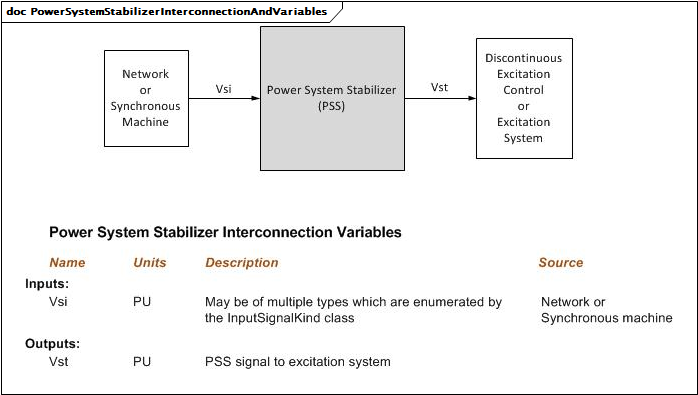 doc PowerSystemStabilizerInterconnectionAndVariables
Network
or
Synchronous
Machine
Vsi
Power System Stabilizer
(PSS)
Vst
Discontinuous
Excitation
Control
or
Excitation
System
Power System Stabilizer Interconnection Variables
Name Units Description Source
Inputs:
Vsi PU May be of multiple types which are enumerated by Network or
the InputSignalKind class Synchronous machine
Outputs:
Vst PU PSS signal to excitation system